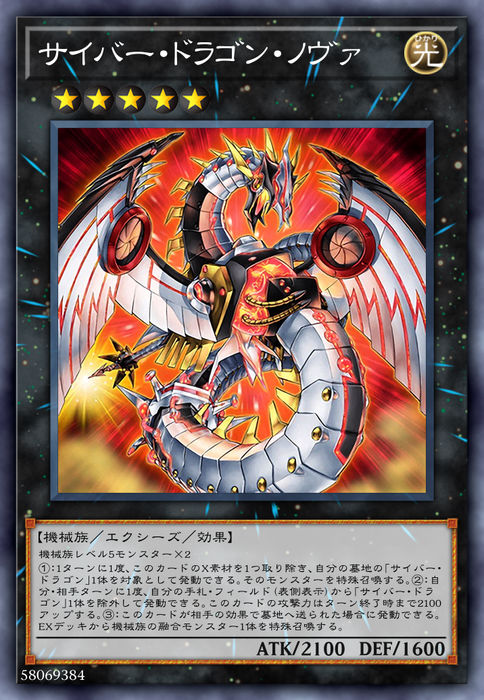 サイバー・ドラゴン・ノヴァ
ひかり
光
【機械族/エクシーズ/効果】
機械族レベル5モンスター×2
①:1ターンに1度、このカードのX素材を1つ取り除き、自分の墓地の「サイバー・
ドラゴン」1体を対象として発動できる。そのモンスターを特殊召喚する。②:自
分・相手ターンに1度、自分の手札・フィールド(表側表示)から「サイバー・ドラ
ゴン」1体を除外して発動できる。このカードの攻撃力はターン終了時まで2100
アップする。③:このカードが相手の効果で墓地へ送られた場合に発動できる。
EXデッキから機械族の融合モンスター1体を特殊召喚する。
ATK/2100 DEF/1600
58069384